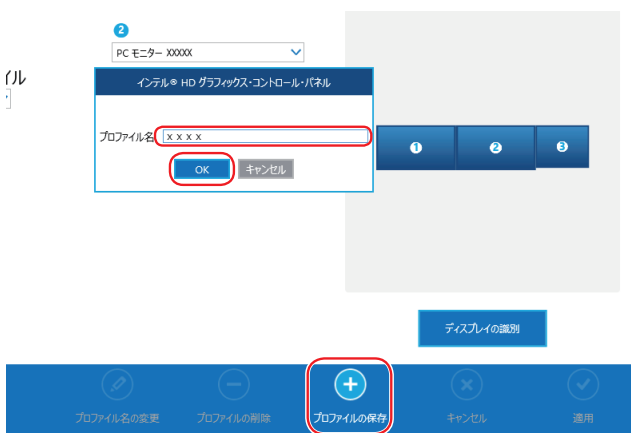 2
PC モニター XXXXX
イル
インテル® HD グラフィックス・コントロール・パネル
プロファイル名 x x x x
OK キャンセル
1 2 3
ディスプレイの識別
プロファイル名の変更 プロファイルの削除 プロファイルの保存 キャンセル 適用